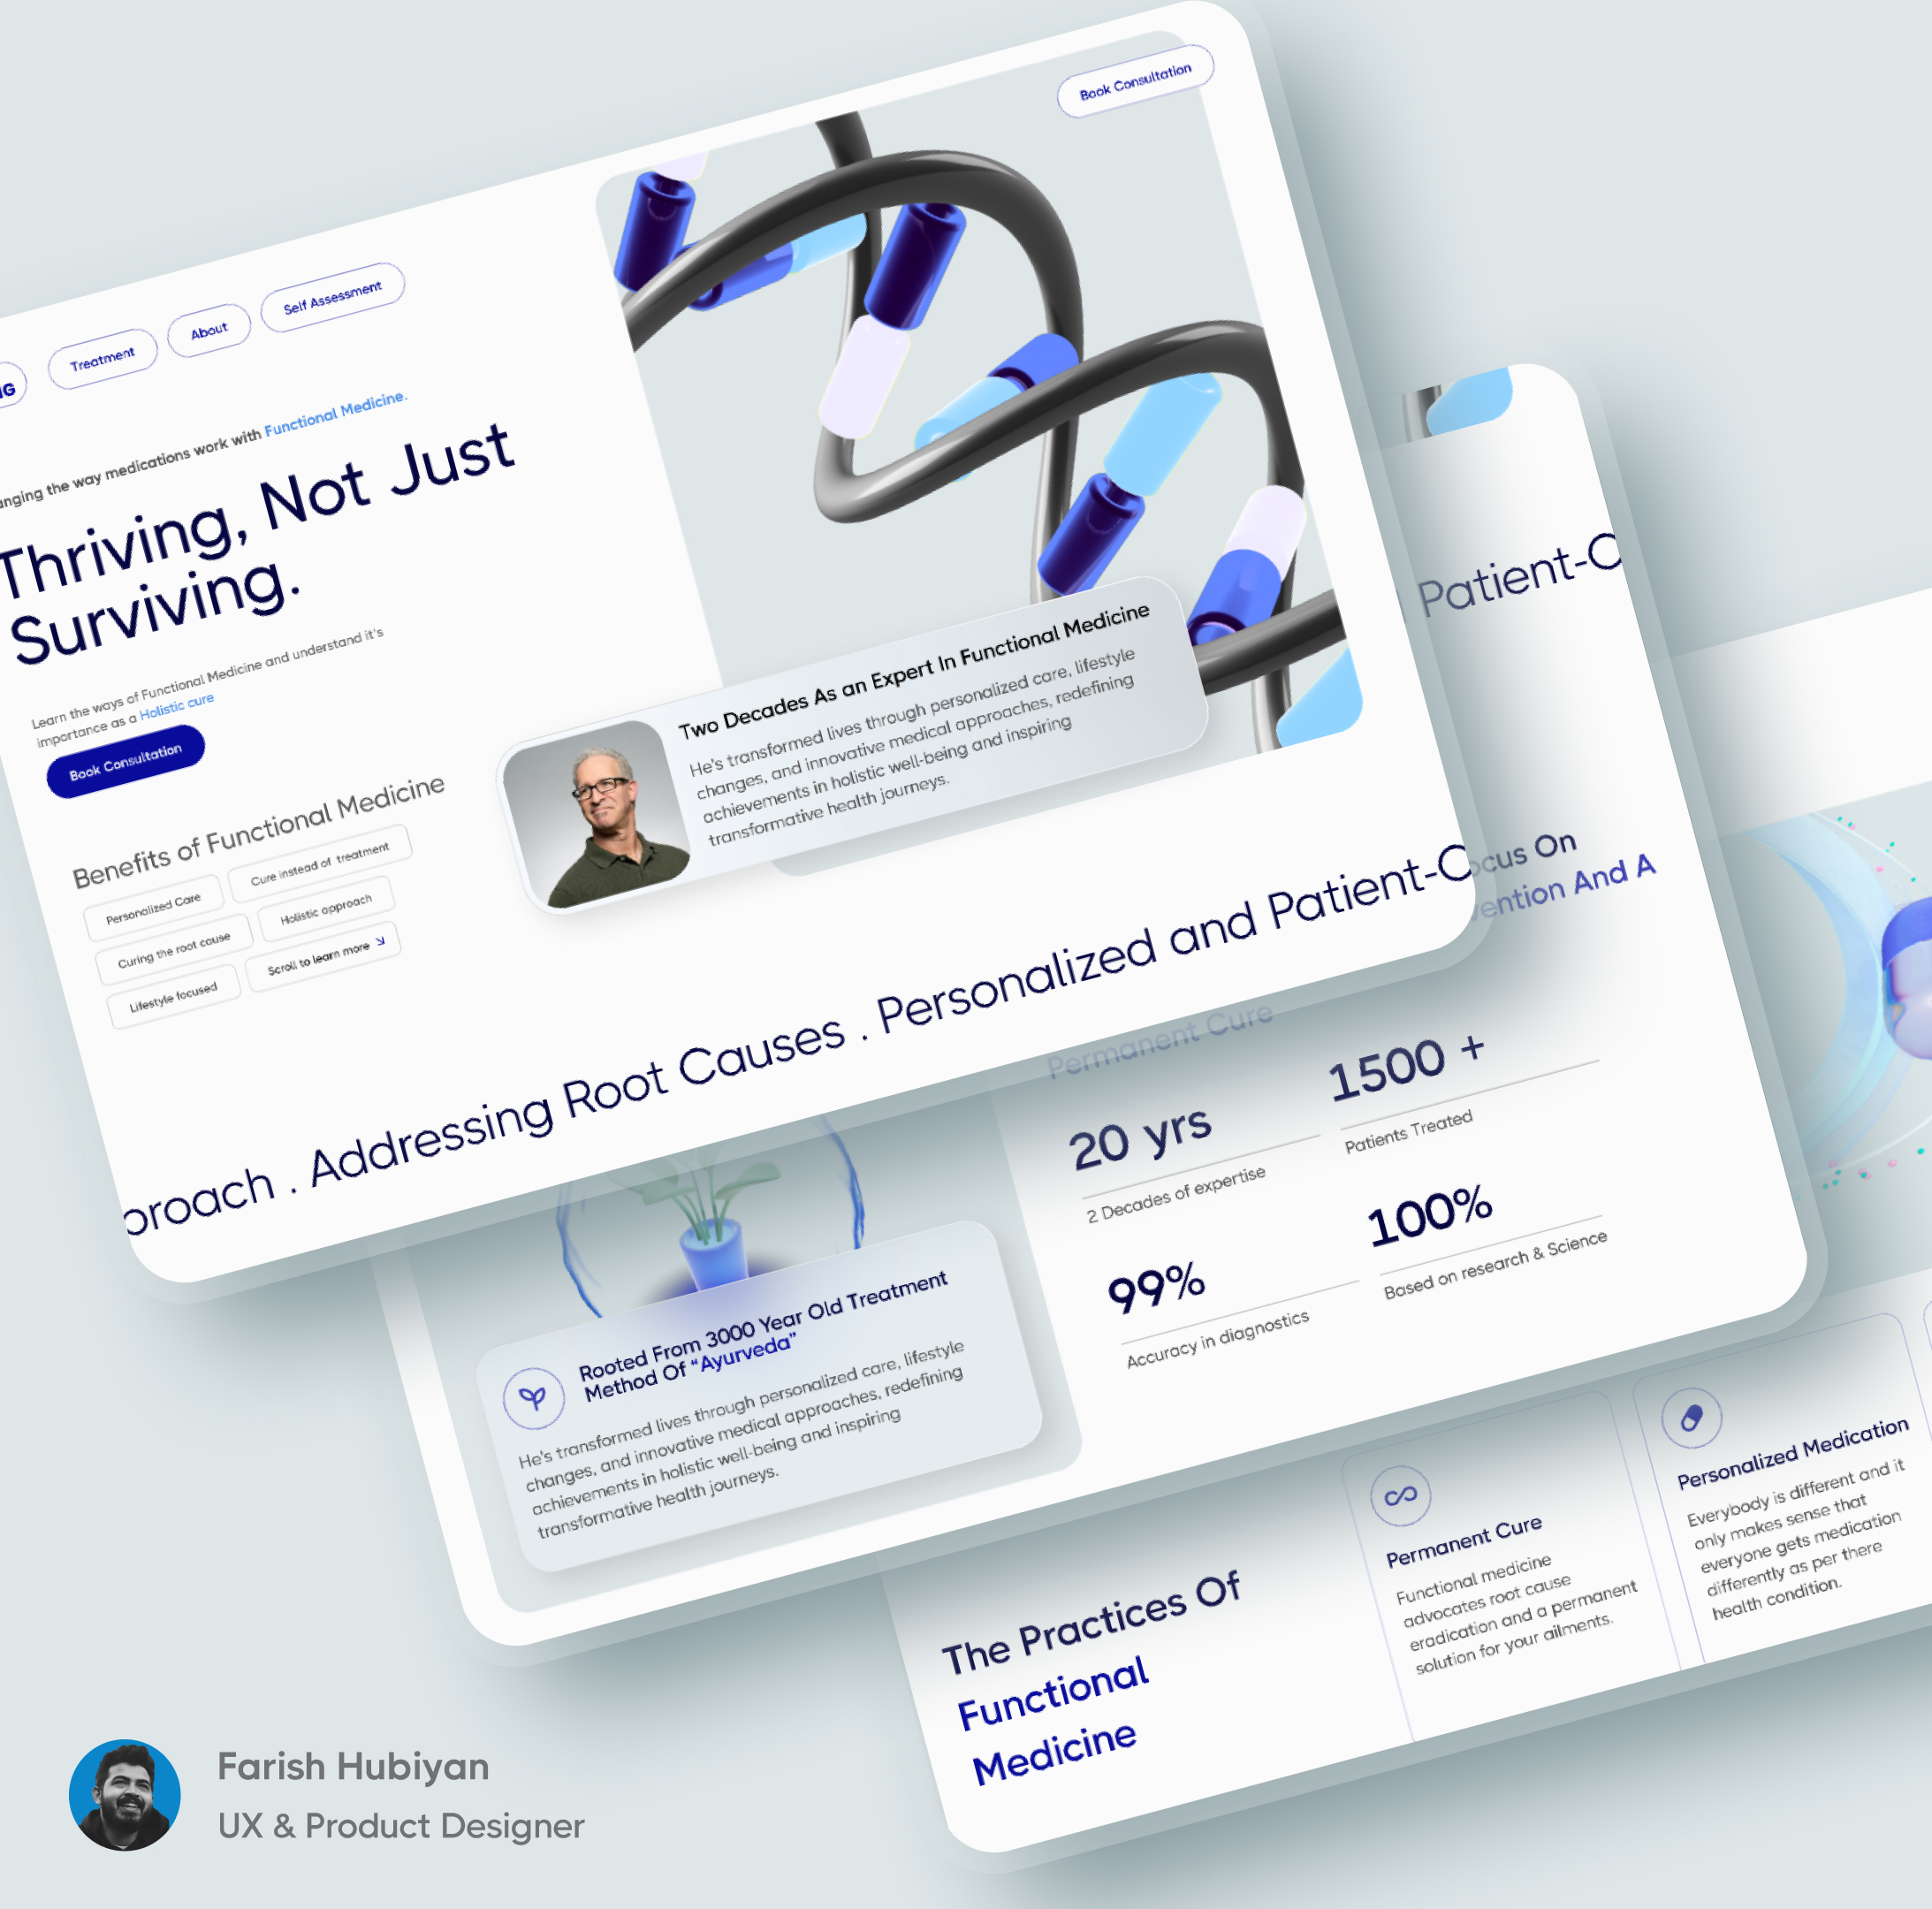 Book Consultation
Treatment
About
Self Assessment
anging the way medications work with Functional Medicine.
Thriving, Not Just
Surviving.
Learn the ways of Functional Medicine and understand it's
importance as a Holistic cure
Book Consultation
Benefits of Functional Medicine
Personalized Care
Cure instead of treatment
Curing the root cause
Holistic approach
Lifestyle focused
Scroll to learn more
Two Decades As an Expert In Functional Medicine
He's transformed lives through personalized care, lifestyle
changes, and innovative medical approaches, redefining
achievements in holistic well-being and inspiring
transformative health journeys.
proach . Addressing Root Causes . Personalized and Patient-C
Patient-C
ocus On
vention And A
Permanent Cure
20 yrs
2 Decades of expertise
1500 +
Patients Treated
99%
Accuracy in diagnostics
100%
Based on research & Science
Rooted From 3000 Year Old Treatment
Method Of “Ayurveda”
He's transformed lives through personalized care, lifestyle
changes, and innovative medical approaches, redefining
achievements in holistic well-being and inspiring
transformative health journeys.
The Practices Of
Functional
Medicine
Permanent Cure
Functional medicine
advocates root cause
eradication and a permanent
solution for your ailments.
Personalized Medication
Everybody is different and it
only makes sense that
everyone gets medication
differently as per there
health condition.
Farish Hubiyan
UX & Product Designer